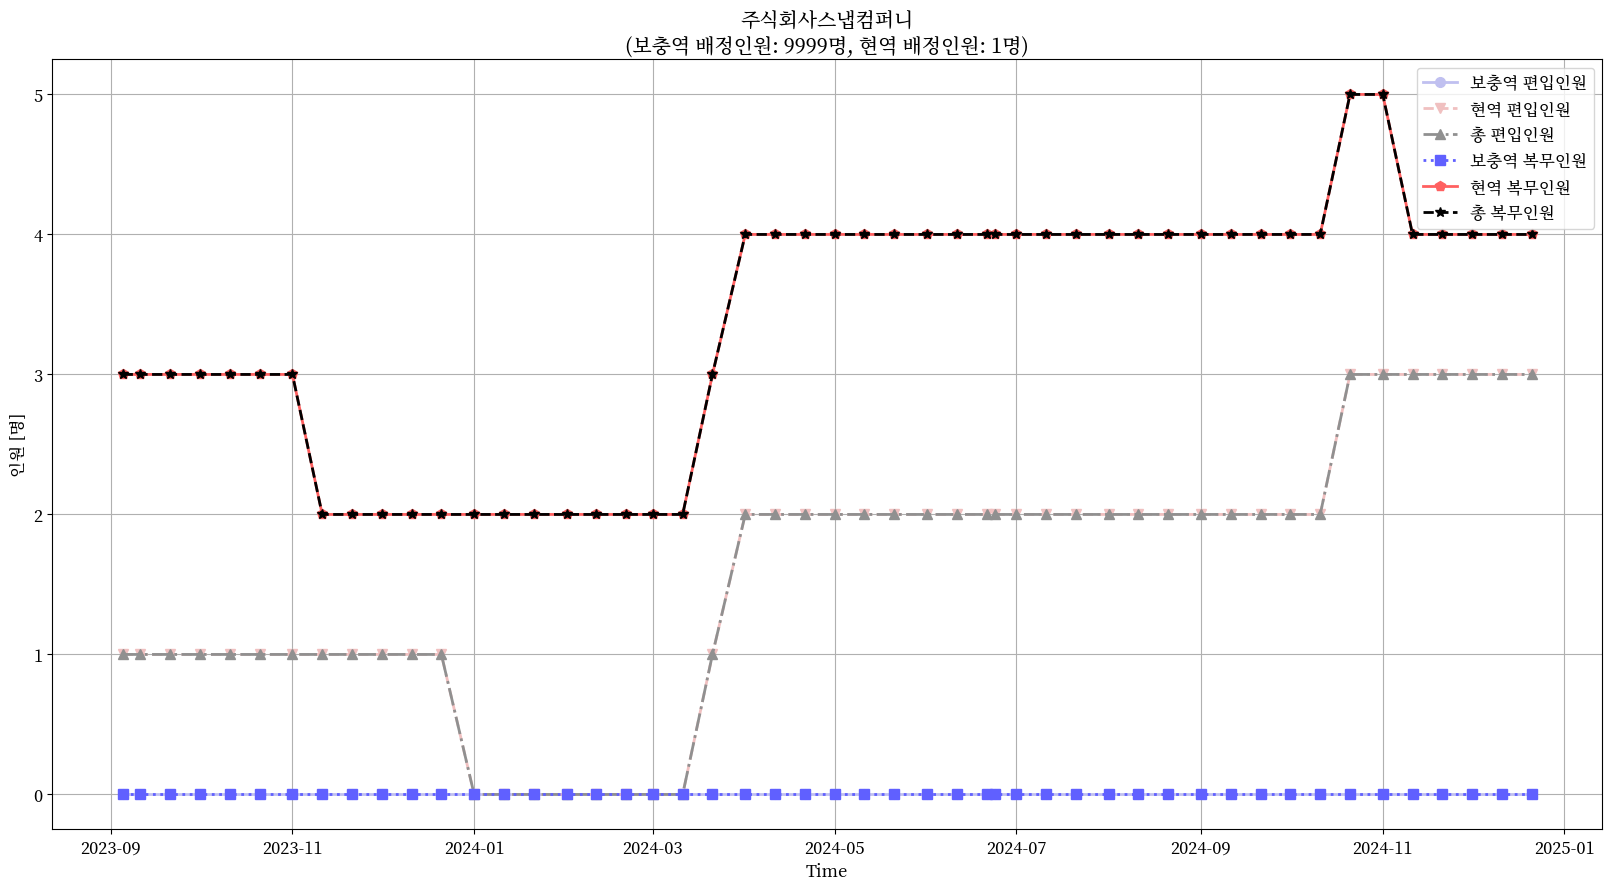 주식회사스냅컴퍼니
(보충역 배정인원: 9999명, 현역 배정인원: 1명)
보충역 편입인원
현역 편입인원
총 편입인원
보충역 복무인원
현역 복무인원
총 복무인원
5
4
3
2
1
0
인원 [명]
2023-09
2023-11
2024-01
2024-03
2024-05
2024-07
2024-09
2024-11
2025-01
Time